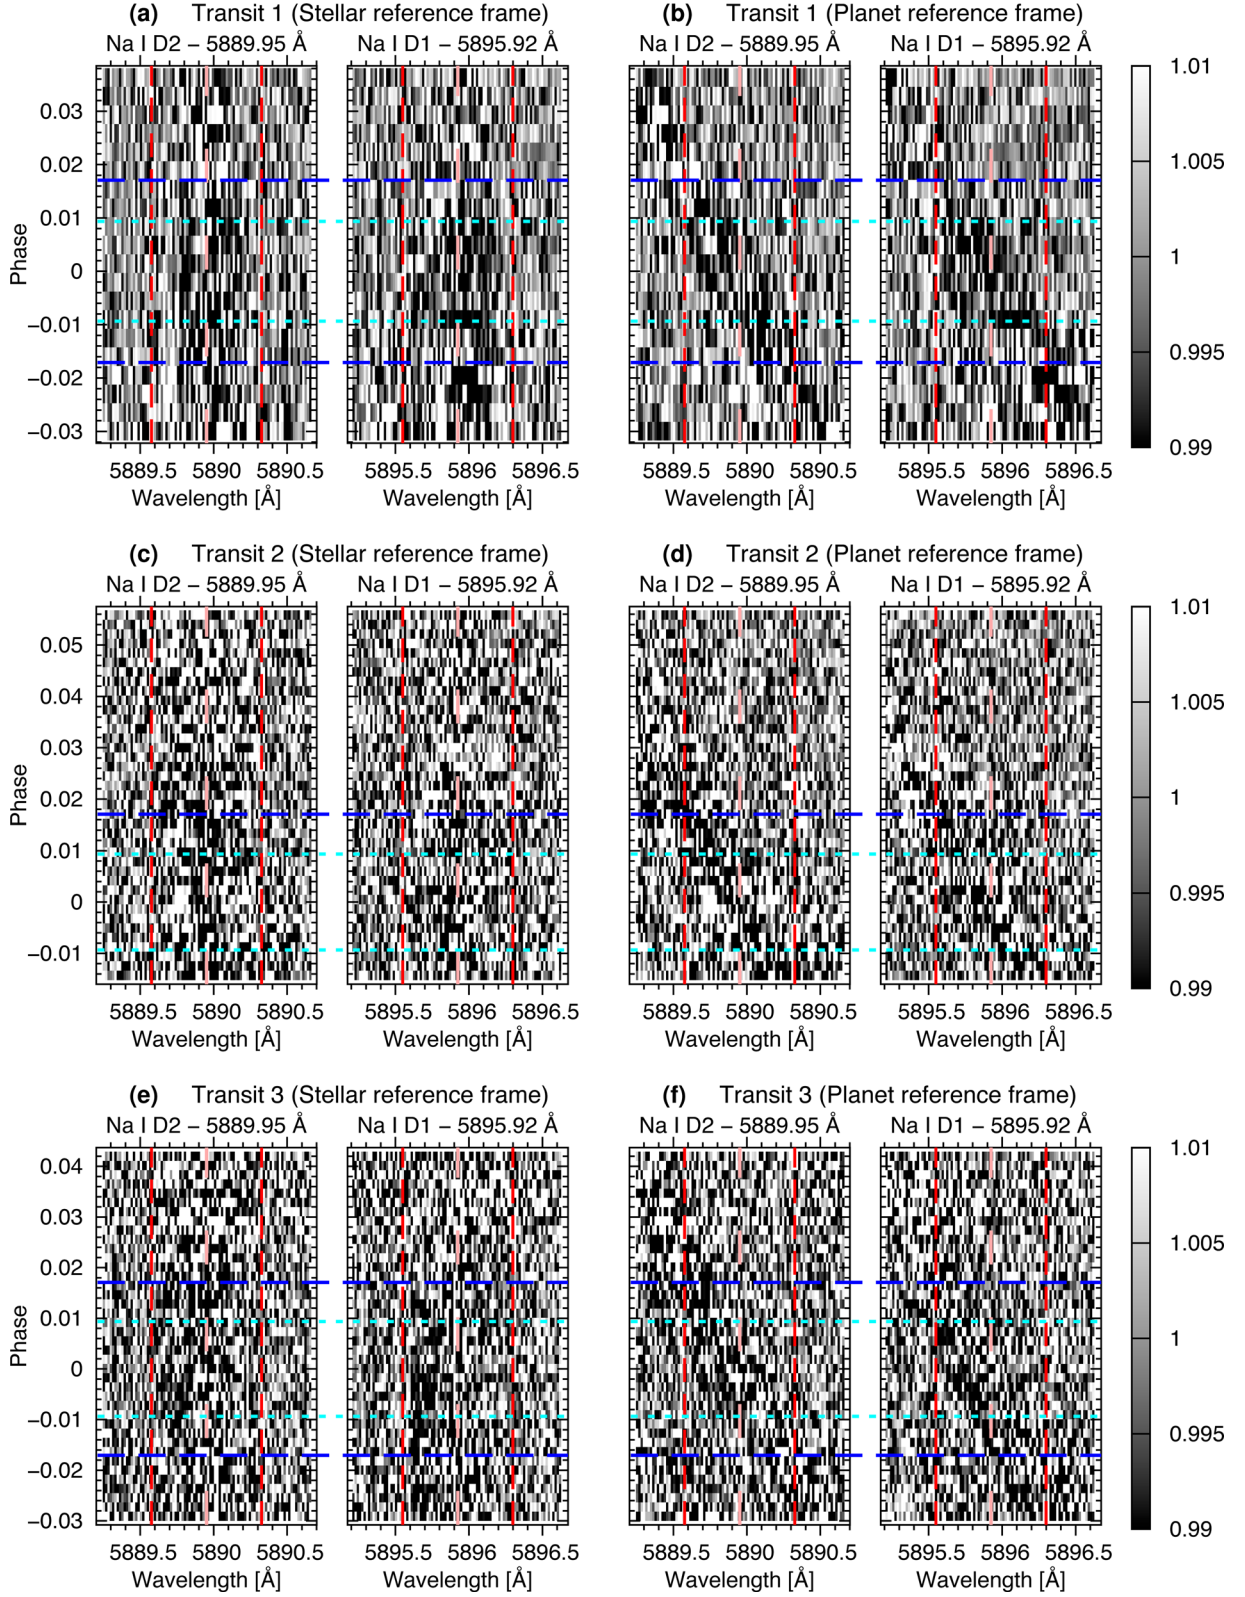 (a) Transit 1 (Stellar reference frame)
(b) Transit 1 (Planet reference frame)
Na I D2 − 5889.95 Å
Na I D1 − 5895.92 Å
Na I D2 − 5889.95 Å
Na I D1 − 5895.92 Å
Phase
0.03
0.02
0.01
0
−0.01
−0.02
−0.03
1.01
1.005
1
0.995
0.99
5889.5 5890 5890.5
5895.5 5896 5896.5
5889.5 5890 5890.5
5895.5 5896 5896.5
Wavelength [Å]
Wavelength [Å]
Wavelength [Å]
Wavelength [Å]
(c) Transit 2 (Stellar reference frame)
(d) Transit 2 (Planet reference frame)
Na I D2 − 5889.95 Å
Na I D1 − 5895.92 Å
Na I D2 − 5889.95 Å
Na I D1 − 5895.92 Å
Phase
0.05
0.04
0.03
0.02
0.01
0
−0.01
1.01
1.005
1
0.995
0.99
5889.5 5890 5890.5
5895.5 5896 5896.5
5889.5 5890 5890.5
5895.5 5896 5896.5
Wavelength [Å]
Wavelength [Å]
Wavelength [Å]
Wavelength [Å]
(e) Transit 3 (Stellar reference frame)
(f) Transit 3 (Planet reference frame)
Na I D2 − 5889.95 Å
Na I D1 − 5895.92 Å
Na I D2 − 5889.95 Å
Na I D1 − 5895.92 Å
Phase
0.04
0.03
0.02
0.01
0
−0.01
−0.02
−0.03
1.01
1.005
1
0.995
0.99
5889.5 5890 5890.5
5895.5 5896 5896.5
5889.5 5890 5890.5
5895.5 5896 5896.5
Wavelength [Å]
Wavelength [Å]
Wavelength [Å]
Wavelength [Å]